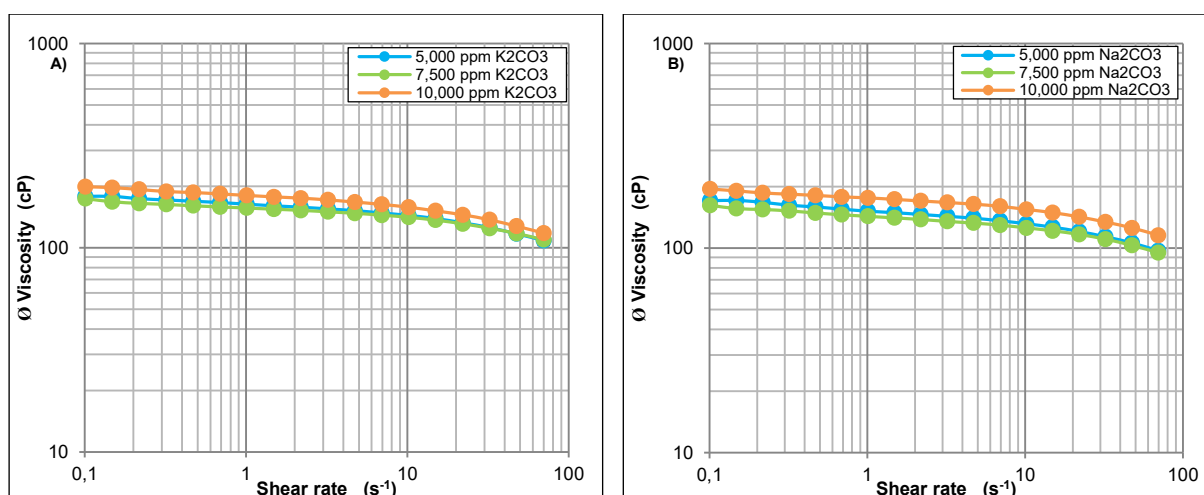 A)
1000
100
10
0,1
1
10
100
Ø Viscosity (cP)
Shear rate (s⁻¹)
5,000 ppm K2CO3
7,500 ppm K2CO3
10,000 ppm K2CO3
B)
1000
100
10
0,1
1
10
100
Ø Viscosity (cP)
Shear rate (s⁻¹)
5,000 ppm Na2CO3
7,500 ppm Na2CO3
10,000 ppm Na2CO3